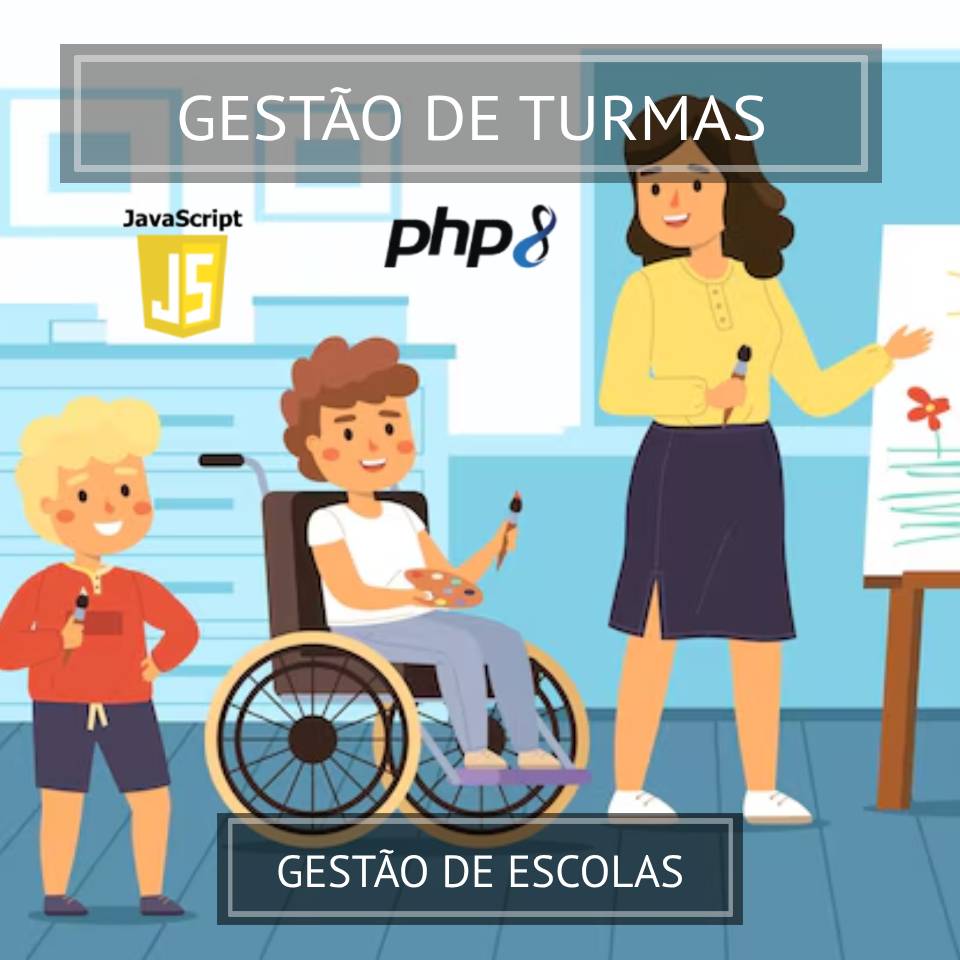 GESTÃO DE TURMAS
JavaScript
JS
php8
GESTÃO DE ESCOLAS